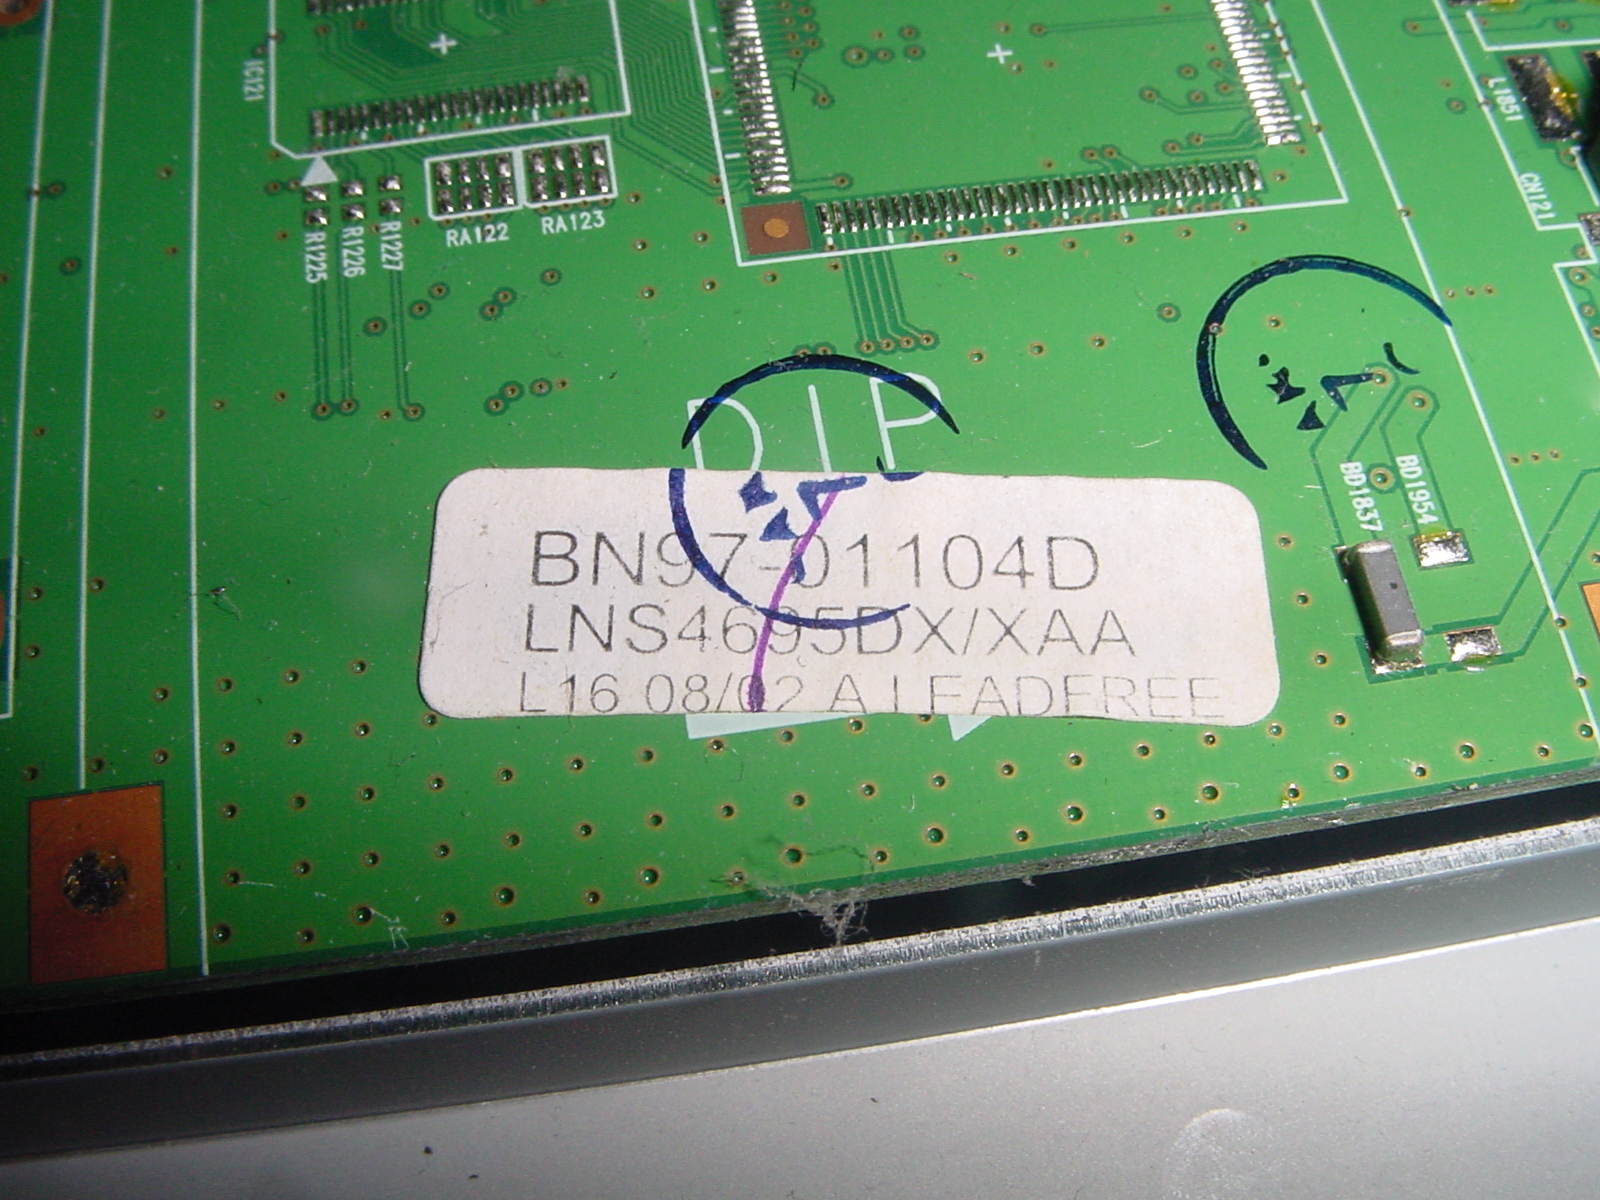 IC121
L1851
CN121
RA122
RA123
R1225
R1226
R1227
DIP
BD1837
BD1954
BN97-01104D
LNS4695DX/XAA
L16 08/02 A LEADFREE